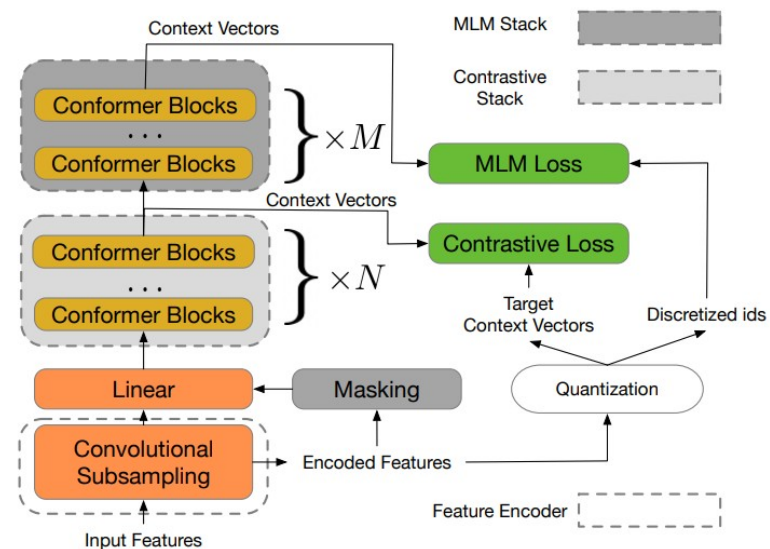 Context Vectors
MLM Stack
Contrastive
Stack
Conformer Blocks
...
Conformer Blocks
×M
MLM Loss
Context Vectors
Contrastive Loss
Conformer Blocks
...
Conformer Blocks
×N
Target
Context Vectors
Discretized ids
Linear
Masking
Quantization
Convolutional
Subsampling
Encoded Features
Feature Encoder
Input Features